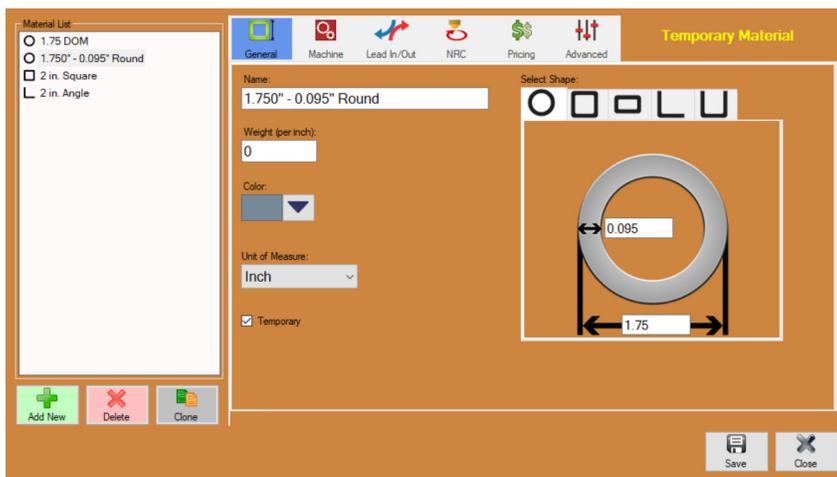 Material List
1.75 DOM
1.750" - 0.095" Round
2 in. Square
2 in. Angle
Add New
Delete
Clone
General
Machine
Lead In/Out
NRC
Pricing
Advanced
Temporary Material
Name:
1.750" - 0.095" Round
Weight (per inch):
0
Color:
Unit of Measure:
Inch
Temporary
Select Shape:
0.095
1.75
Save
Close